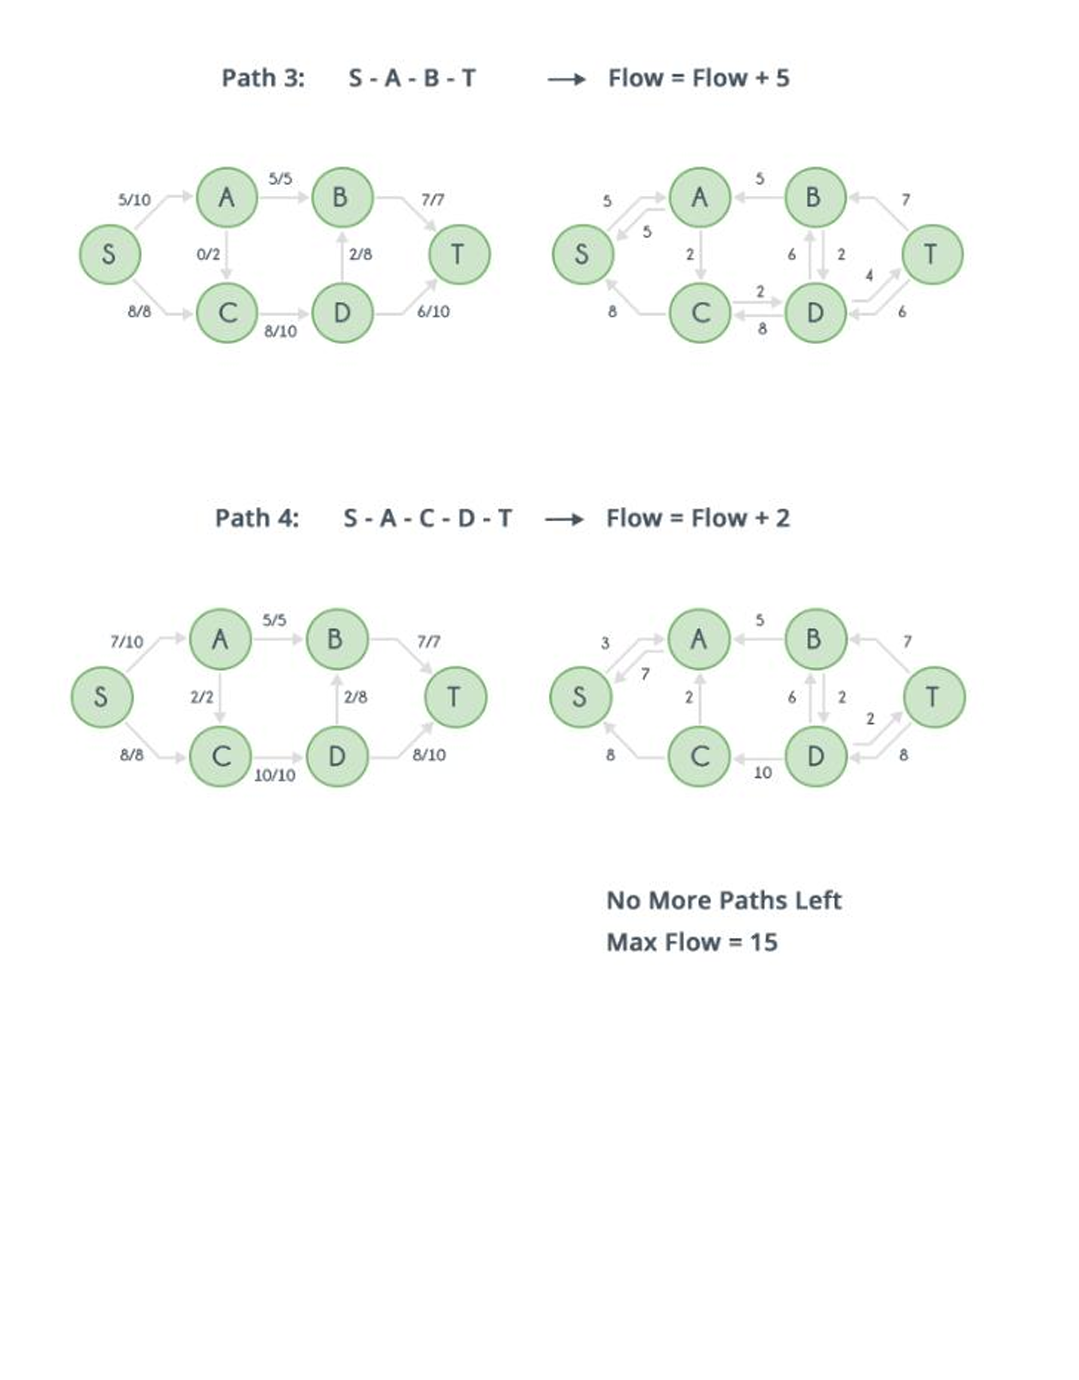 Path 3: S - A - B - T → Flow = Flow + 5
5/10 A 5/5 B 7/7
S 0/2 2/8 T
8/8 C 8/10 D 6/10
5 A 5 B 7
S 5 2 6 2 4 T
8 C 2 8 D 6
Path 4: S - A - C - D - T → Flow = Flow + 2
7/10 A 5/5 B 7/7
S 2/2 2/8 T
8/8 C 10/10 D 8/10
3 A 5 B 7
S 7 2 6 2 2 T
8 C 10 D 8
No More Paths Left
Max Flow = 15